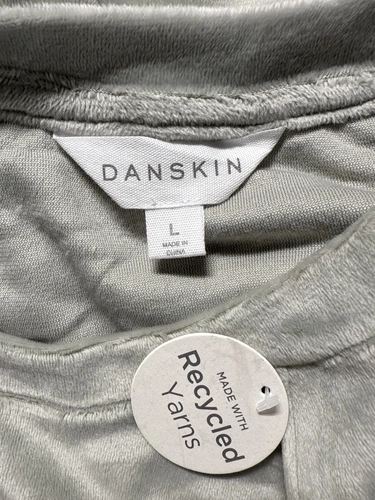 DANSKIN
L
MADE IN
CHINA
MADE WITH
Recycled
Yarns